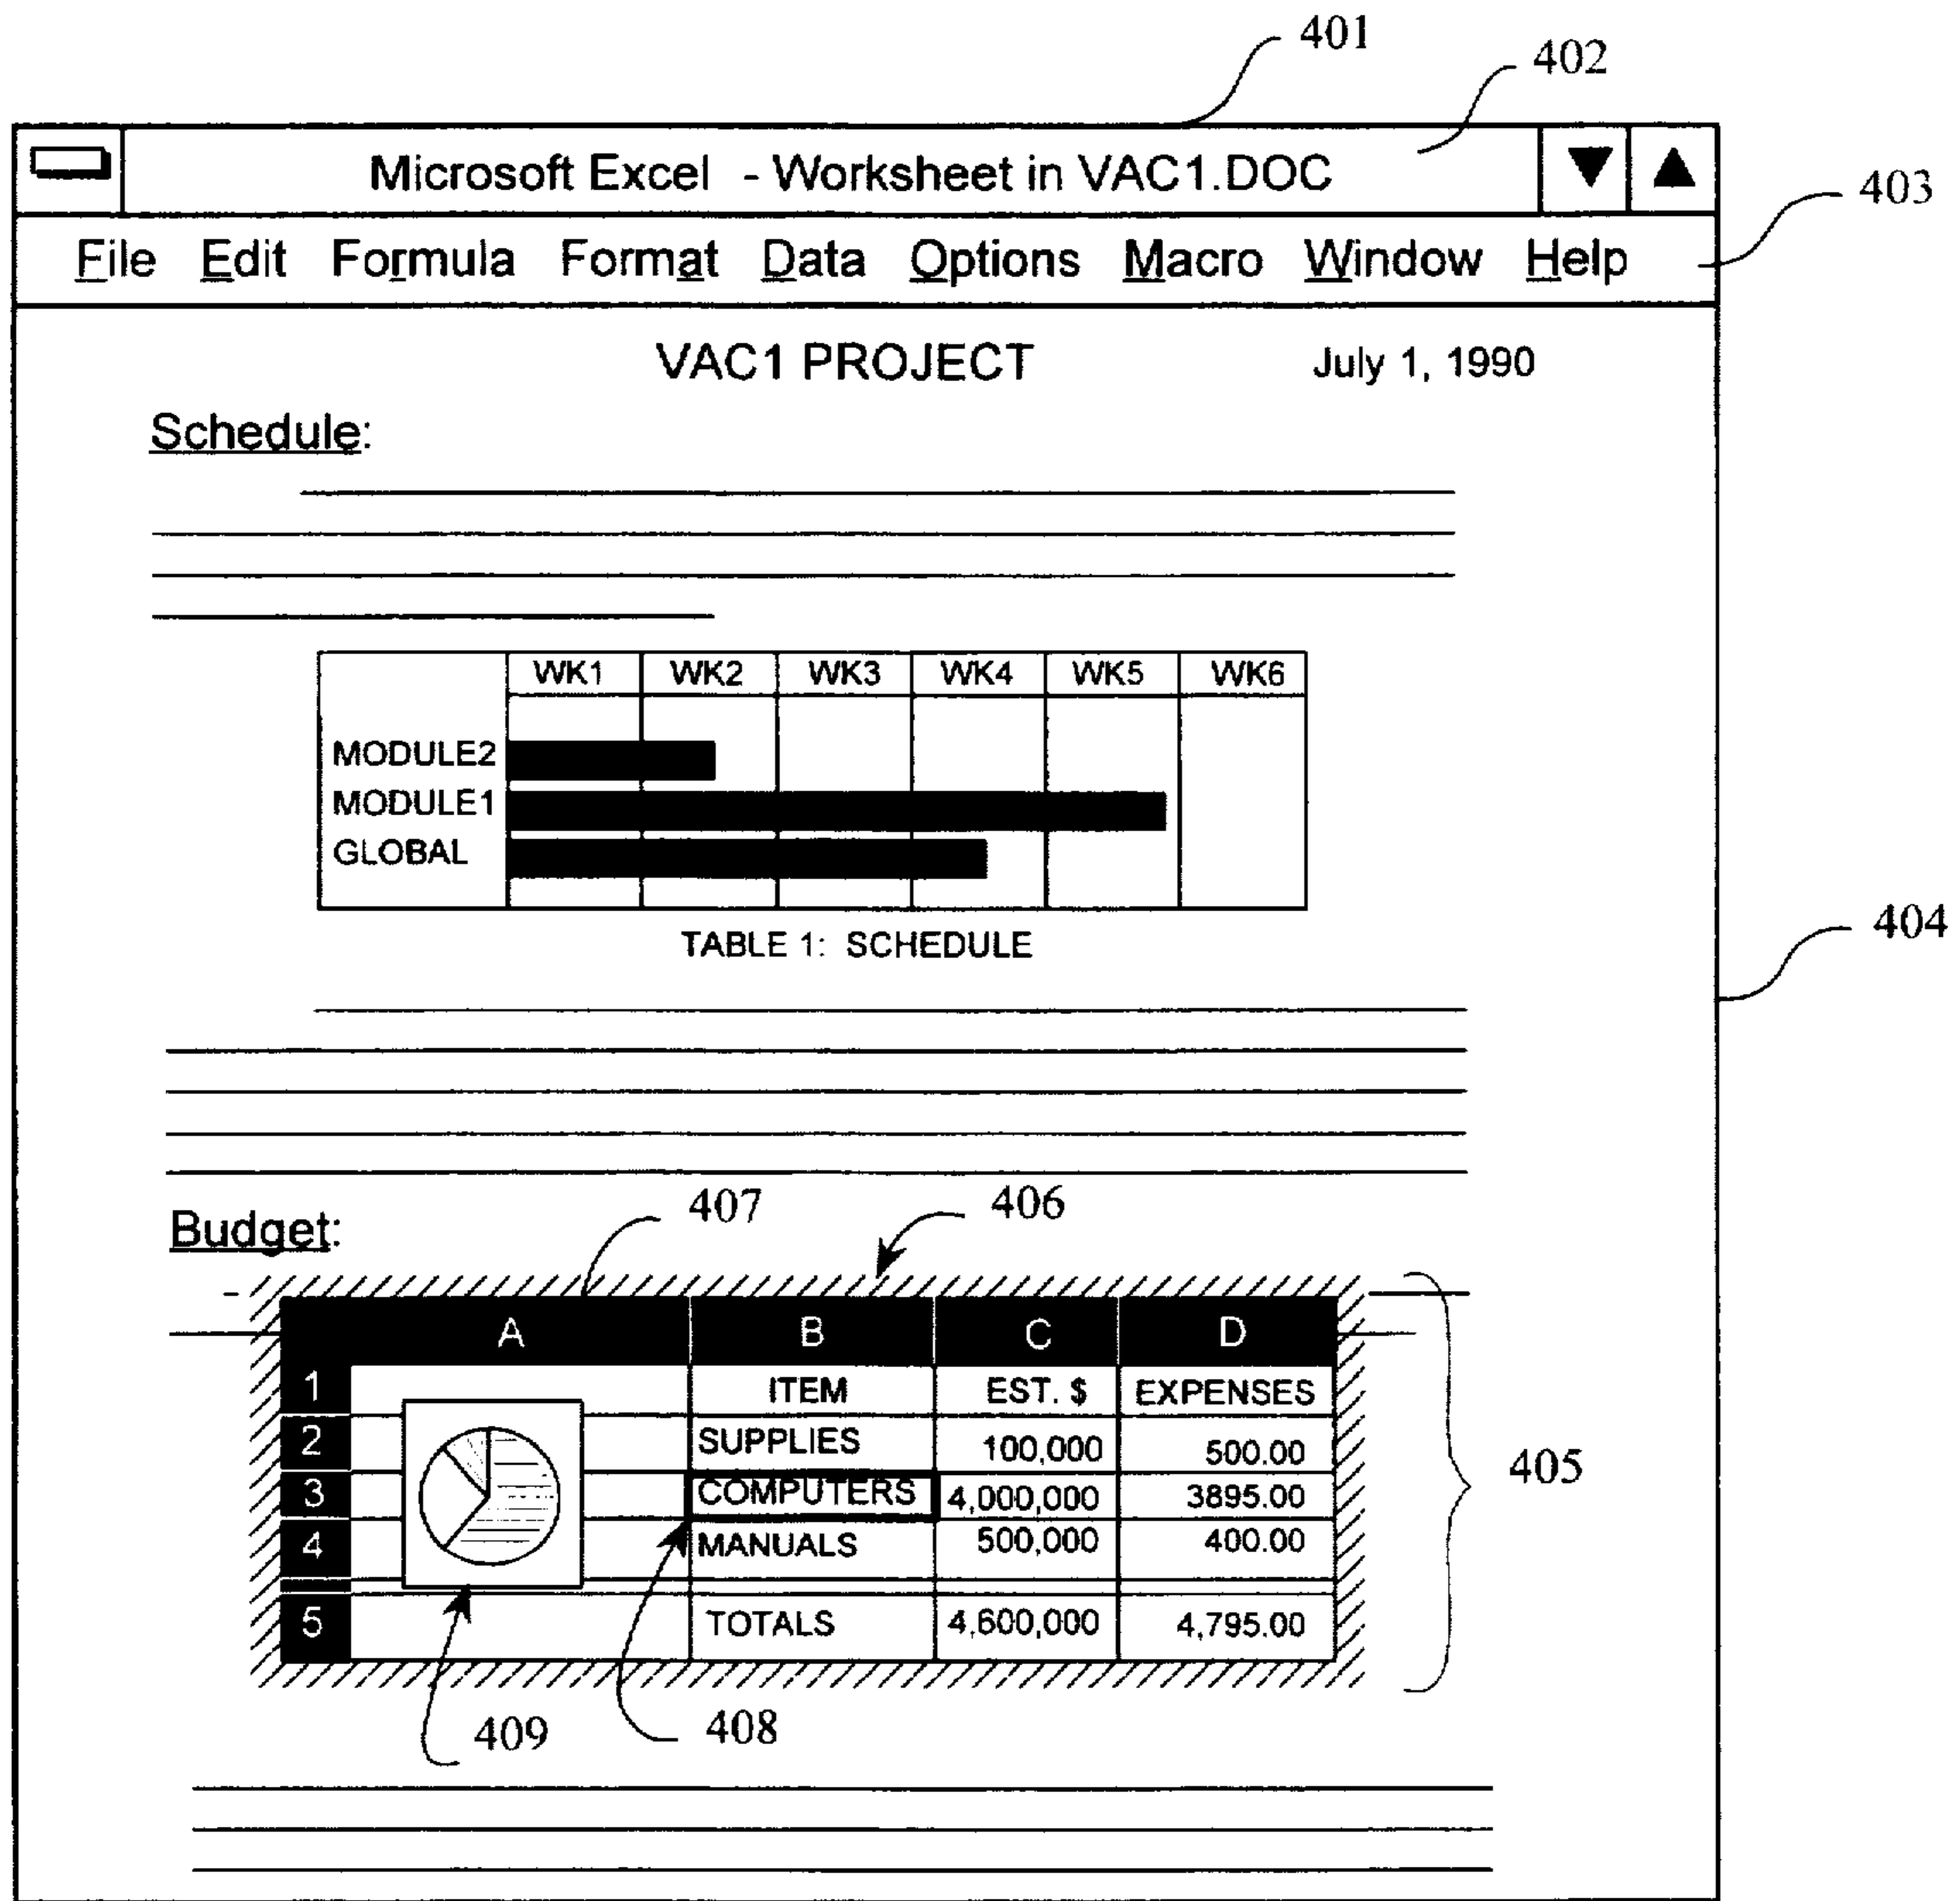 401
402
Microsoft Excel - Worksheet in VAC1.DOC
403
File Edit Formula Format Data Options Macro Window Help
VAC1 PROJECT July 1, 1990
Schedule:
WK1 WK2 WK3 WK4 WK5 WK6
MODULE2
MODULE1
GLOBAL
404
TABLE 1: SCHEDULE
407 406
Budget:
A B C D
1 ITEM EST. $ EXPENSES
2 SUPPLIES 100,000 500.00
405
3 COMPUTERS 4,000,000 3895.00
4 MANUALS 500,000 400.00
5 TOTALS 4,600,000 4,795.00
409 408